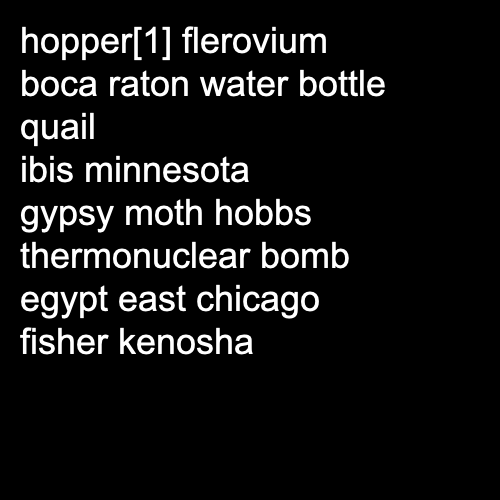 hopper[1] flerovium
boca raton water bottle
quail
ibis minnesota
gypsy moth hobbs
thermonuclear bomb
egypt east chicago
fisher kenosha